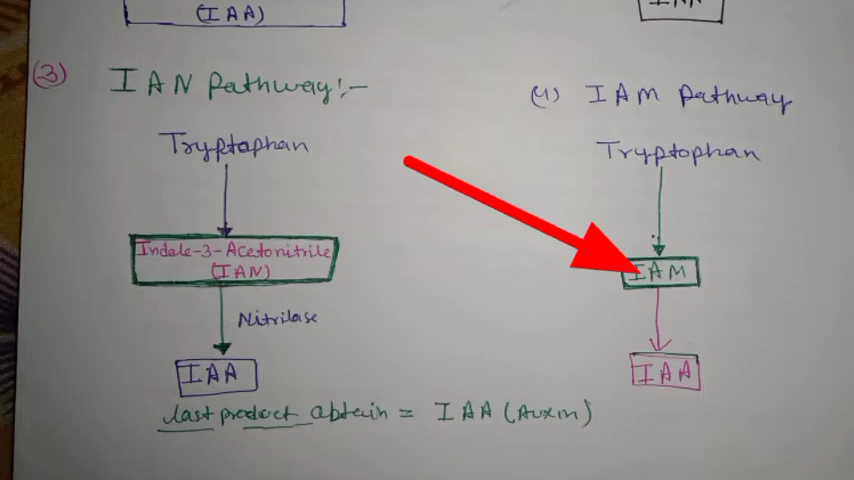 (IAA)
IAA
(3) IAN Pathway:-
Tryptophan
Indole-3-Acetonitrile
(IAN)
Nitrilase
IAA
(4) IAM Pathway
Tryptophan
IAM
IAA
last product obtain = IAA (Auxin)